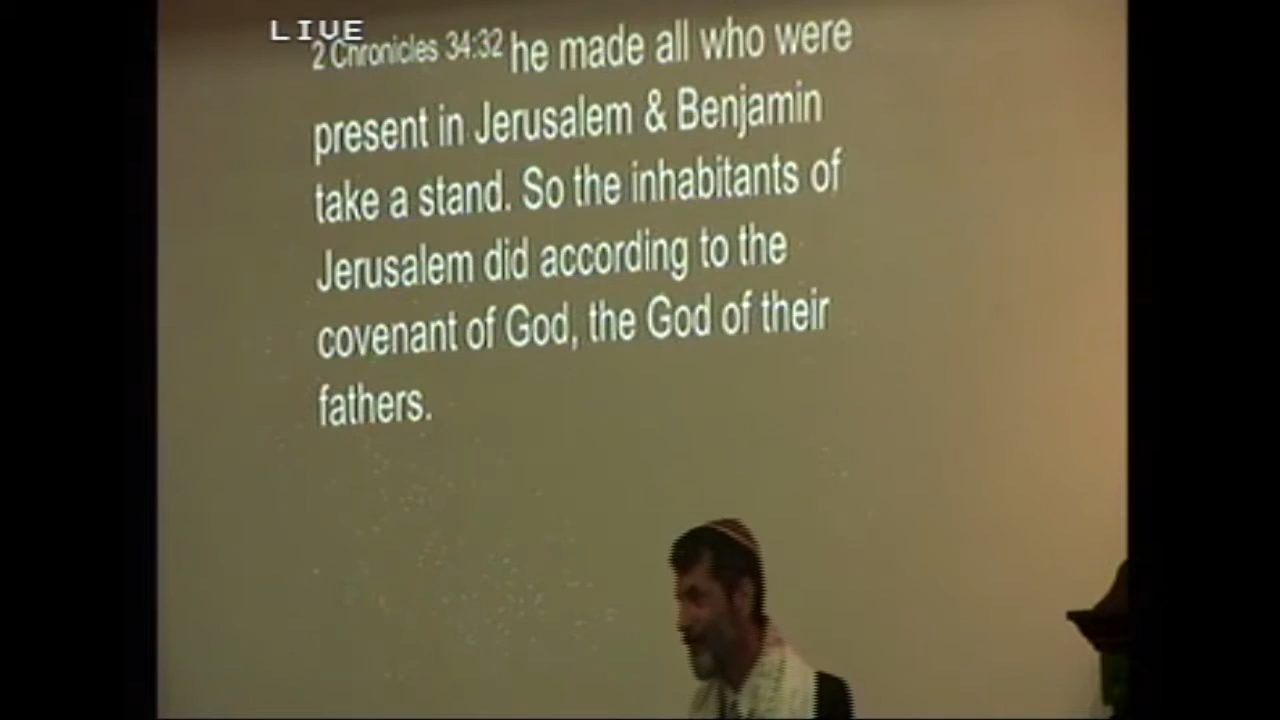 LIVE
2 Chronicles 34:32 he made all who were
present in Jerusalem & Benjamin
take a stand. So the inhabitants of
Jerusalem did according to the
covenant of God, the God of their
fathers.